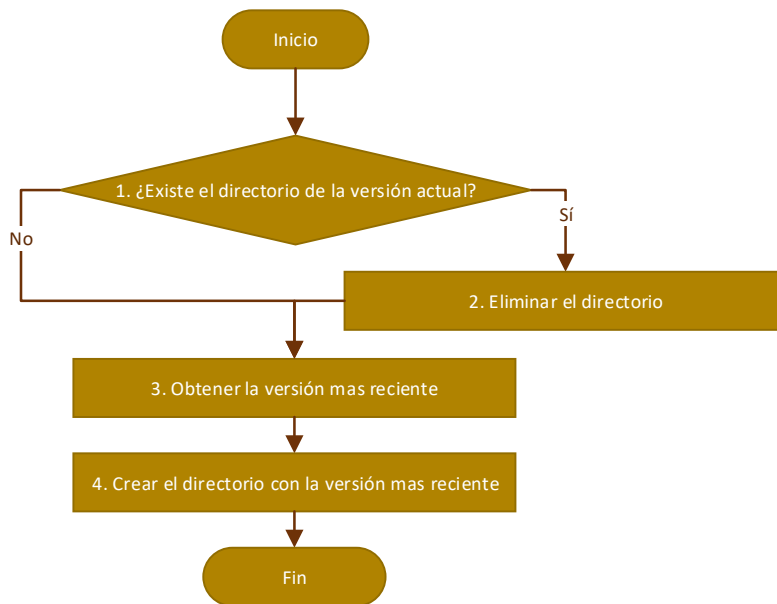 Inicio
1. ¿Existe el directorio de la versión actual?
Sí
No
2. Eliminar el directorio
3. Obtener la versión mas reciente
4. Crear el directorio con la versión mas reciente
Fin